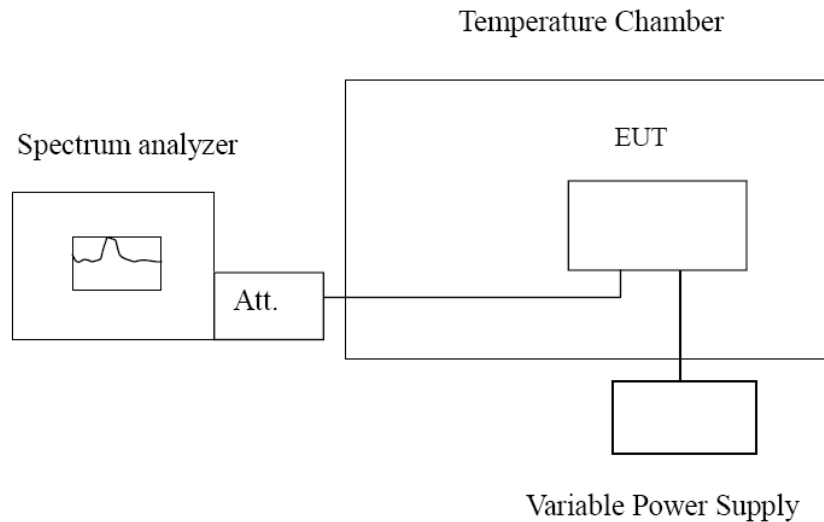 Temperature Chamber
Spectrum analyzer
EUT
Att.
Variable Power Supply